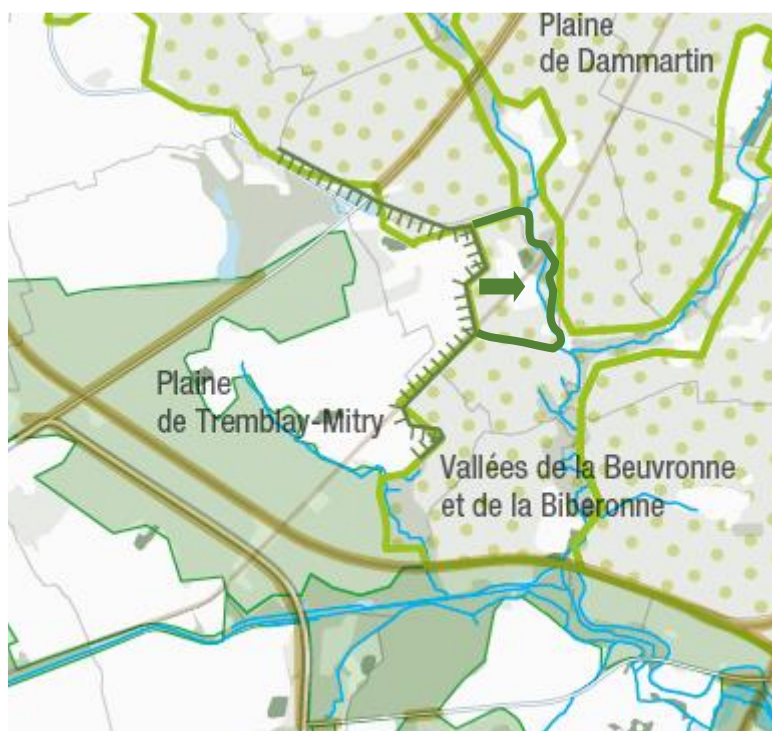 Plaine
de Dammartin
Plaine
de Tremblay-Mitry
Vallées de la Beuvronne
et de la Biberonne